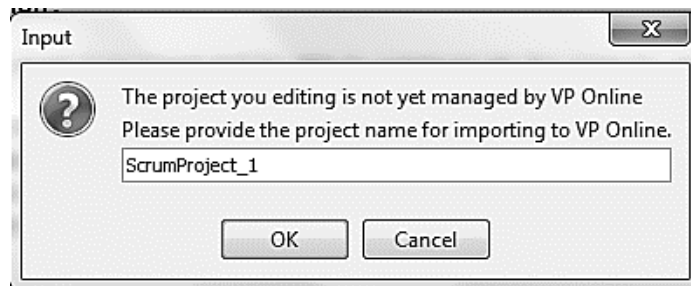 Input
The project you editing is not yet managed by VP Online
Please provide the project name for importing to VP Online.
ScrumProject_1
OK Cancel